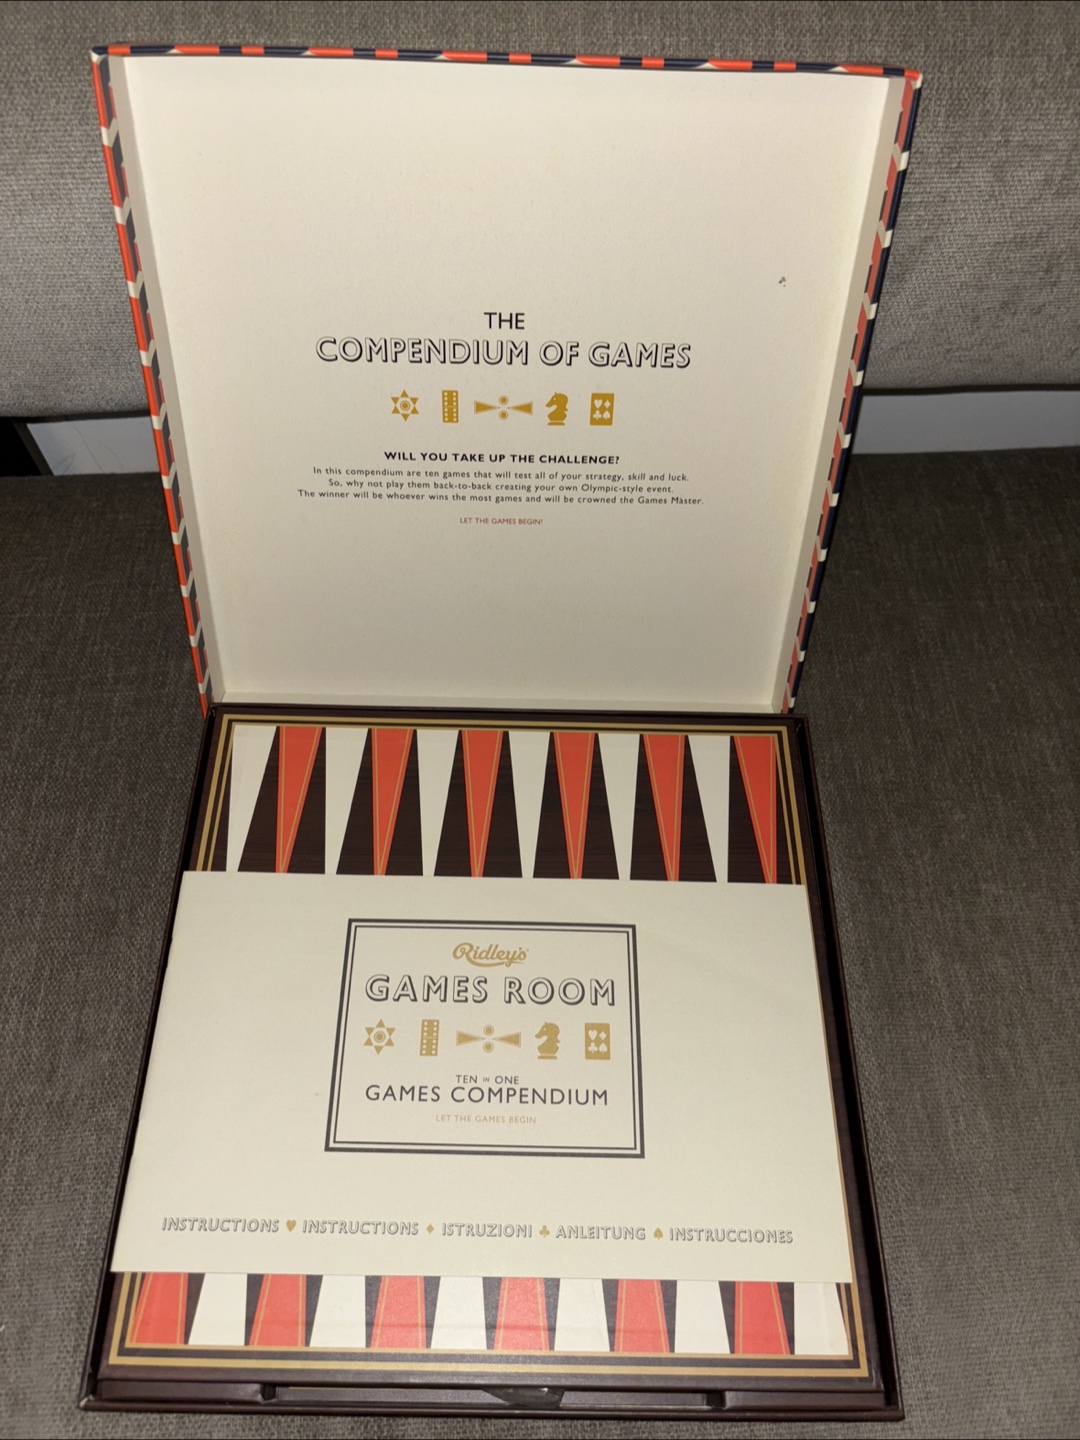 THE
COMPENDIUM OF GAMES
WILL YOU TAKE UP THE CHALLENGE?
In this compendium are ten games that will test all of your strategy, skill and luck.
So, why not play them back-to-back creating your own Olympic-style event.
The winner will be whoever wins the most games and will be crowned the Games Master.
LET THE GAMES BEGIN!
Ridley's
GAMES ROOM
TEN IN ONE
GAMES COMPENDIUM
LET THE GAMES BEGIN
INSTRUCTIONS INSTRUCTIONS ISTRUZIONI ANLEITUNG INSTRUCCIONES